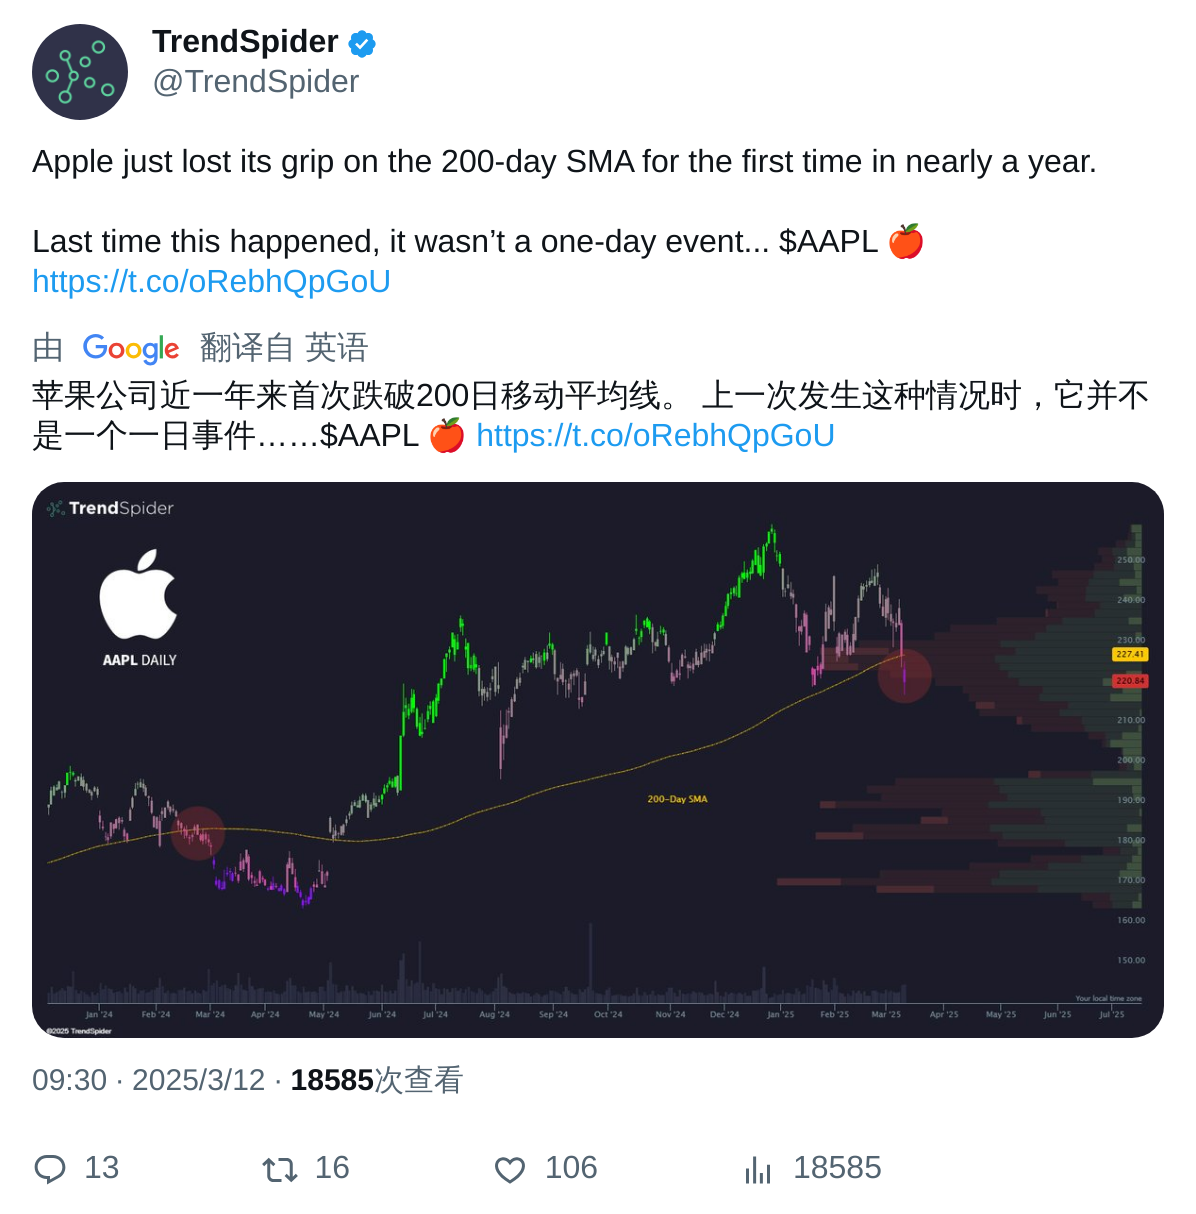 TrendSpider
@TrendSpider
Apple just lost its grip on the 200-day SMA for the first time in nearly a year.
Last time this happened, it wasn’t a one-day event... $AAPL 🍎
https://t.co/oRebhQpGoU
由 Google 翻译自 英语
苹果公司近一年来首次跌破200日移动平均线。 上一次发生这种情况时，它并不
是一个一日事件……$AAPL 🍎 https://t.co/oRebhQpGoU
TrendSpider
AAPL DAILY
250.00
240.00
230.00
227.41
220.84
210.00
200.00
200-Day SMA
190.00
180.00
170.00
160.00
150.00
Your local time zone
Jan '24 Feb '24 Mar '24 Apr '24 May '24 Jun '24 Jul '24 Aug '24 Sep '24 Oct '24 Nov '24 Dec '24 Jan '25 Feb '25 Mar '25 Apr '25 May '25 Jun '25 Jul '25
©2025 TrendSpider
09:30 · 2025/3/12 · 18585次查看
13 16 106 18585